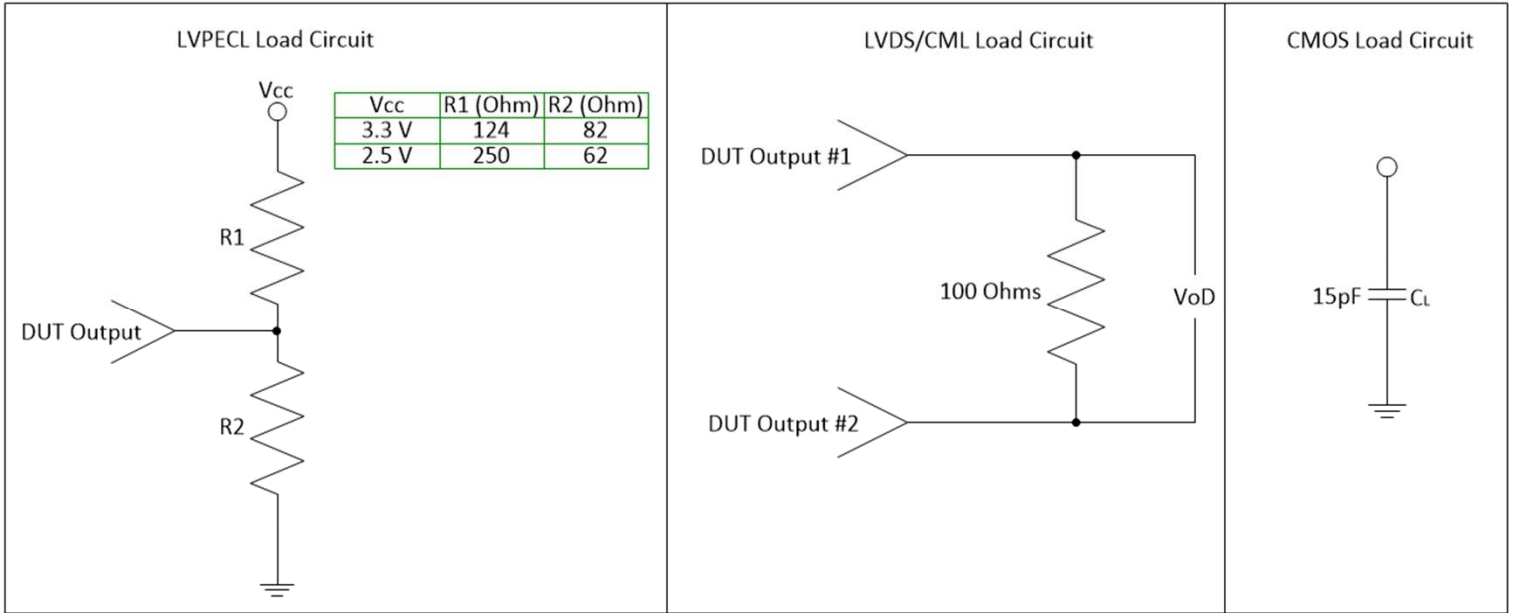 LVPECL Load Circuit
Vcc
Vcc R1 (Ohm) R2 (Ohm)
3.3 V 124 82
2.5 V 250 62
R1
DUT Output
R2
LVDS/CML Load Circuit
DUT Output #1
100 Ohms
VoD
DUT Output #2
CMOS Load Circuit
15pF
CL